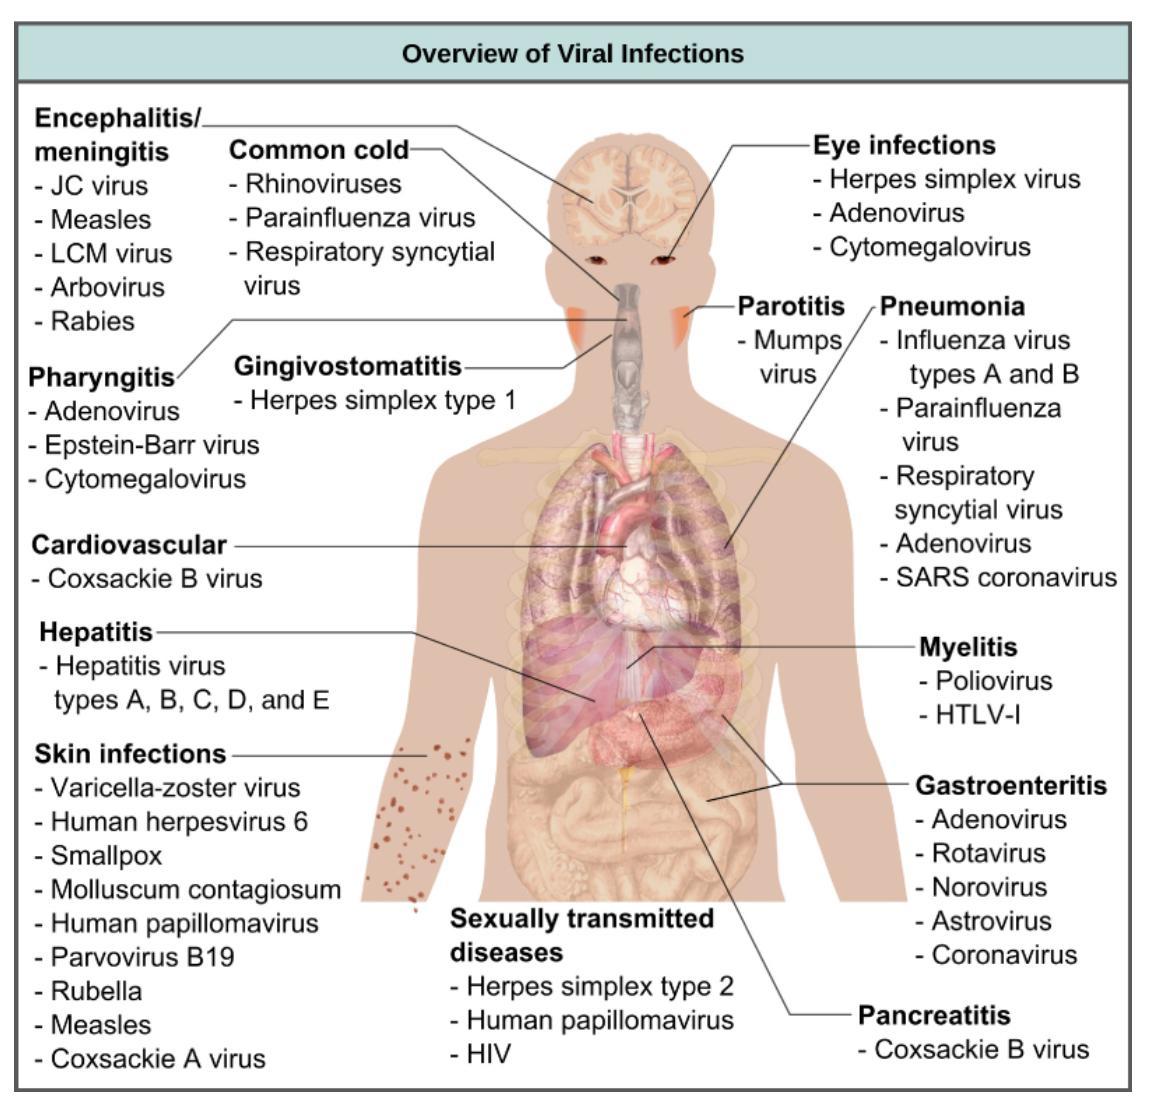 Overview of Viral Infections
Encephalitis/
meningitis
- JC virus
- Measles
- LCM virus
- Arbovirus
- Rabies
Common cold
- Rhinoviruses
- Parainfluenza virus
- Respiratory syncytial
virus
Eye infections
- Herpes simplex virus
- Adenovirus
- Cytomegalovirus
Parotitis
- Mumps
virus
Pneumonia
- Influenza virus
types A and B
- Parainfluenza
virus
- Respiratory
syncytial virus
- Adenovirus
- SARS coronavirus
Pharyngitis
- Adenovirus
- Epstein-Barr virus
- Cytomegalovirus
Gingivostomatitis
- Herpes simplex type 1
Cardiovascular
- Coxsackie B virus
Hepatitis
- Hepatitis virus
types A, B, C, D, and E
Myelitis
- Poliovirus
- HTLV-I
Skin infections
- Varicella-zoster virus
- Human herpesvirus 6
- Smallpox
- Molluscum contagiosum
- Human papillomavirus
- Parvovirus B19
- Rubella
- Measles
- Coxsackie A virus
Gastroenteritis
- Adenovirus
- Rotavirus
- Norovirus
- Astrovirus
- Coronavirus
Sexually transmitted
diseases
- Herpes simplex type 2
- Human papillomavirus
- HIV
Pancreatitis
- Coxsackie B virus